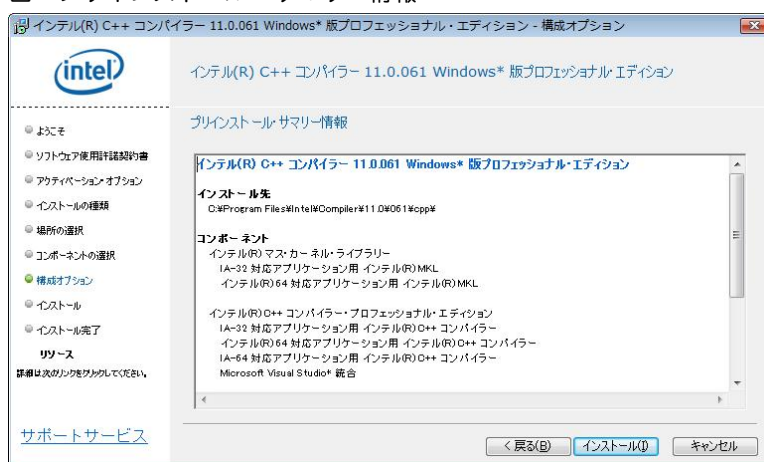 インテル(R) C++ コンパイラー 11.0.061 Windows* 版プロフェッショナル・エディション - 構成オプション
intel
インテル(R) C++ コンパイラー 11.0.061 Windows* 版プロフェッショナル・エディション
ようこそ
ソフトウェア使用許諾契約書
アクティベーション・オプション
インストールの種類
場所の選択
コンポーネントの選択
構成オプション
インストール
インストール完了
リソース
詳細は次のリンクをクリックしてください。
サポートサービス
プリインストール・サマリー情報
インテル(R) C++ コンパイラー 11.0.061 Windows* 版プロフェッショナル・エディション
インストール先
C:¥Program Files¥Intel¥Compiler¥11.0¥061¥cpp¥
コンポーネント
インテル(R) マス・カーネル・ライブラリー
IA-32 対応アプリケーション用 インテル(R) MKL
インテル(R) 64 対応アプリケーション用 インテル(R) MKL
インテル(R) C++ コンパイラー・プロフェッショナル・エディション
IA-32 対応アプリケーション用 インテル(R) C++ コンパイラー
インテル(R) 64 対応アプリケーション用 インテル(R) C++ コンパイラー
IA-64 対応アプリケーション用 インテル(R) C++ コンパイラー
Microsoft Visual Studio* 統合
< 戻る(B)
インストール(I)
キャンセル